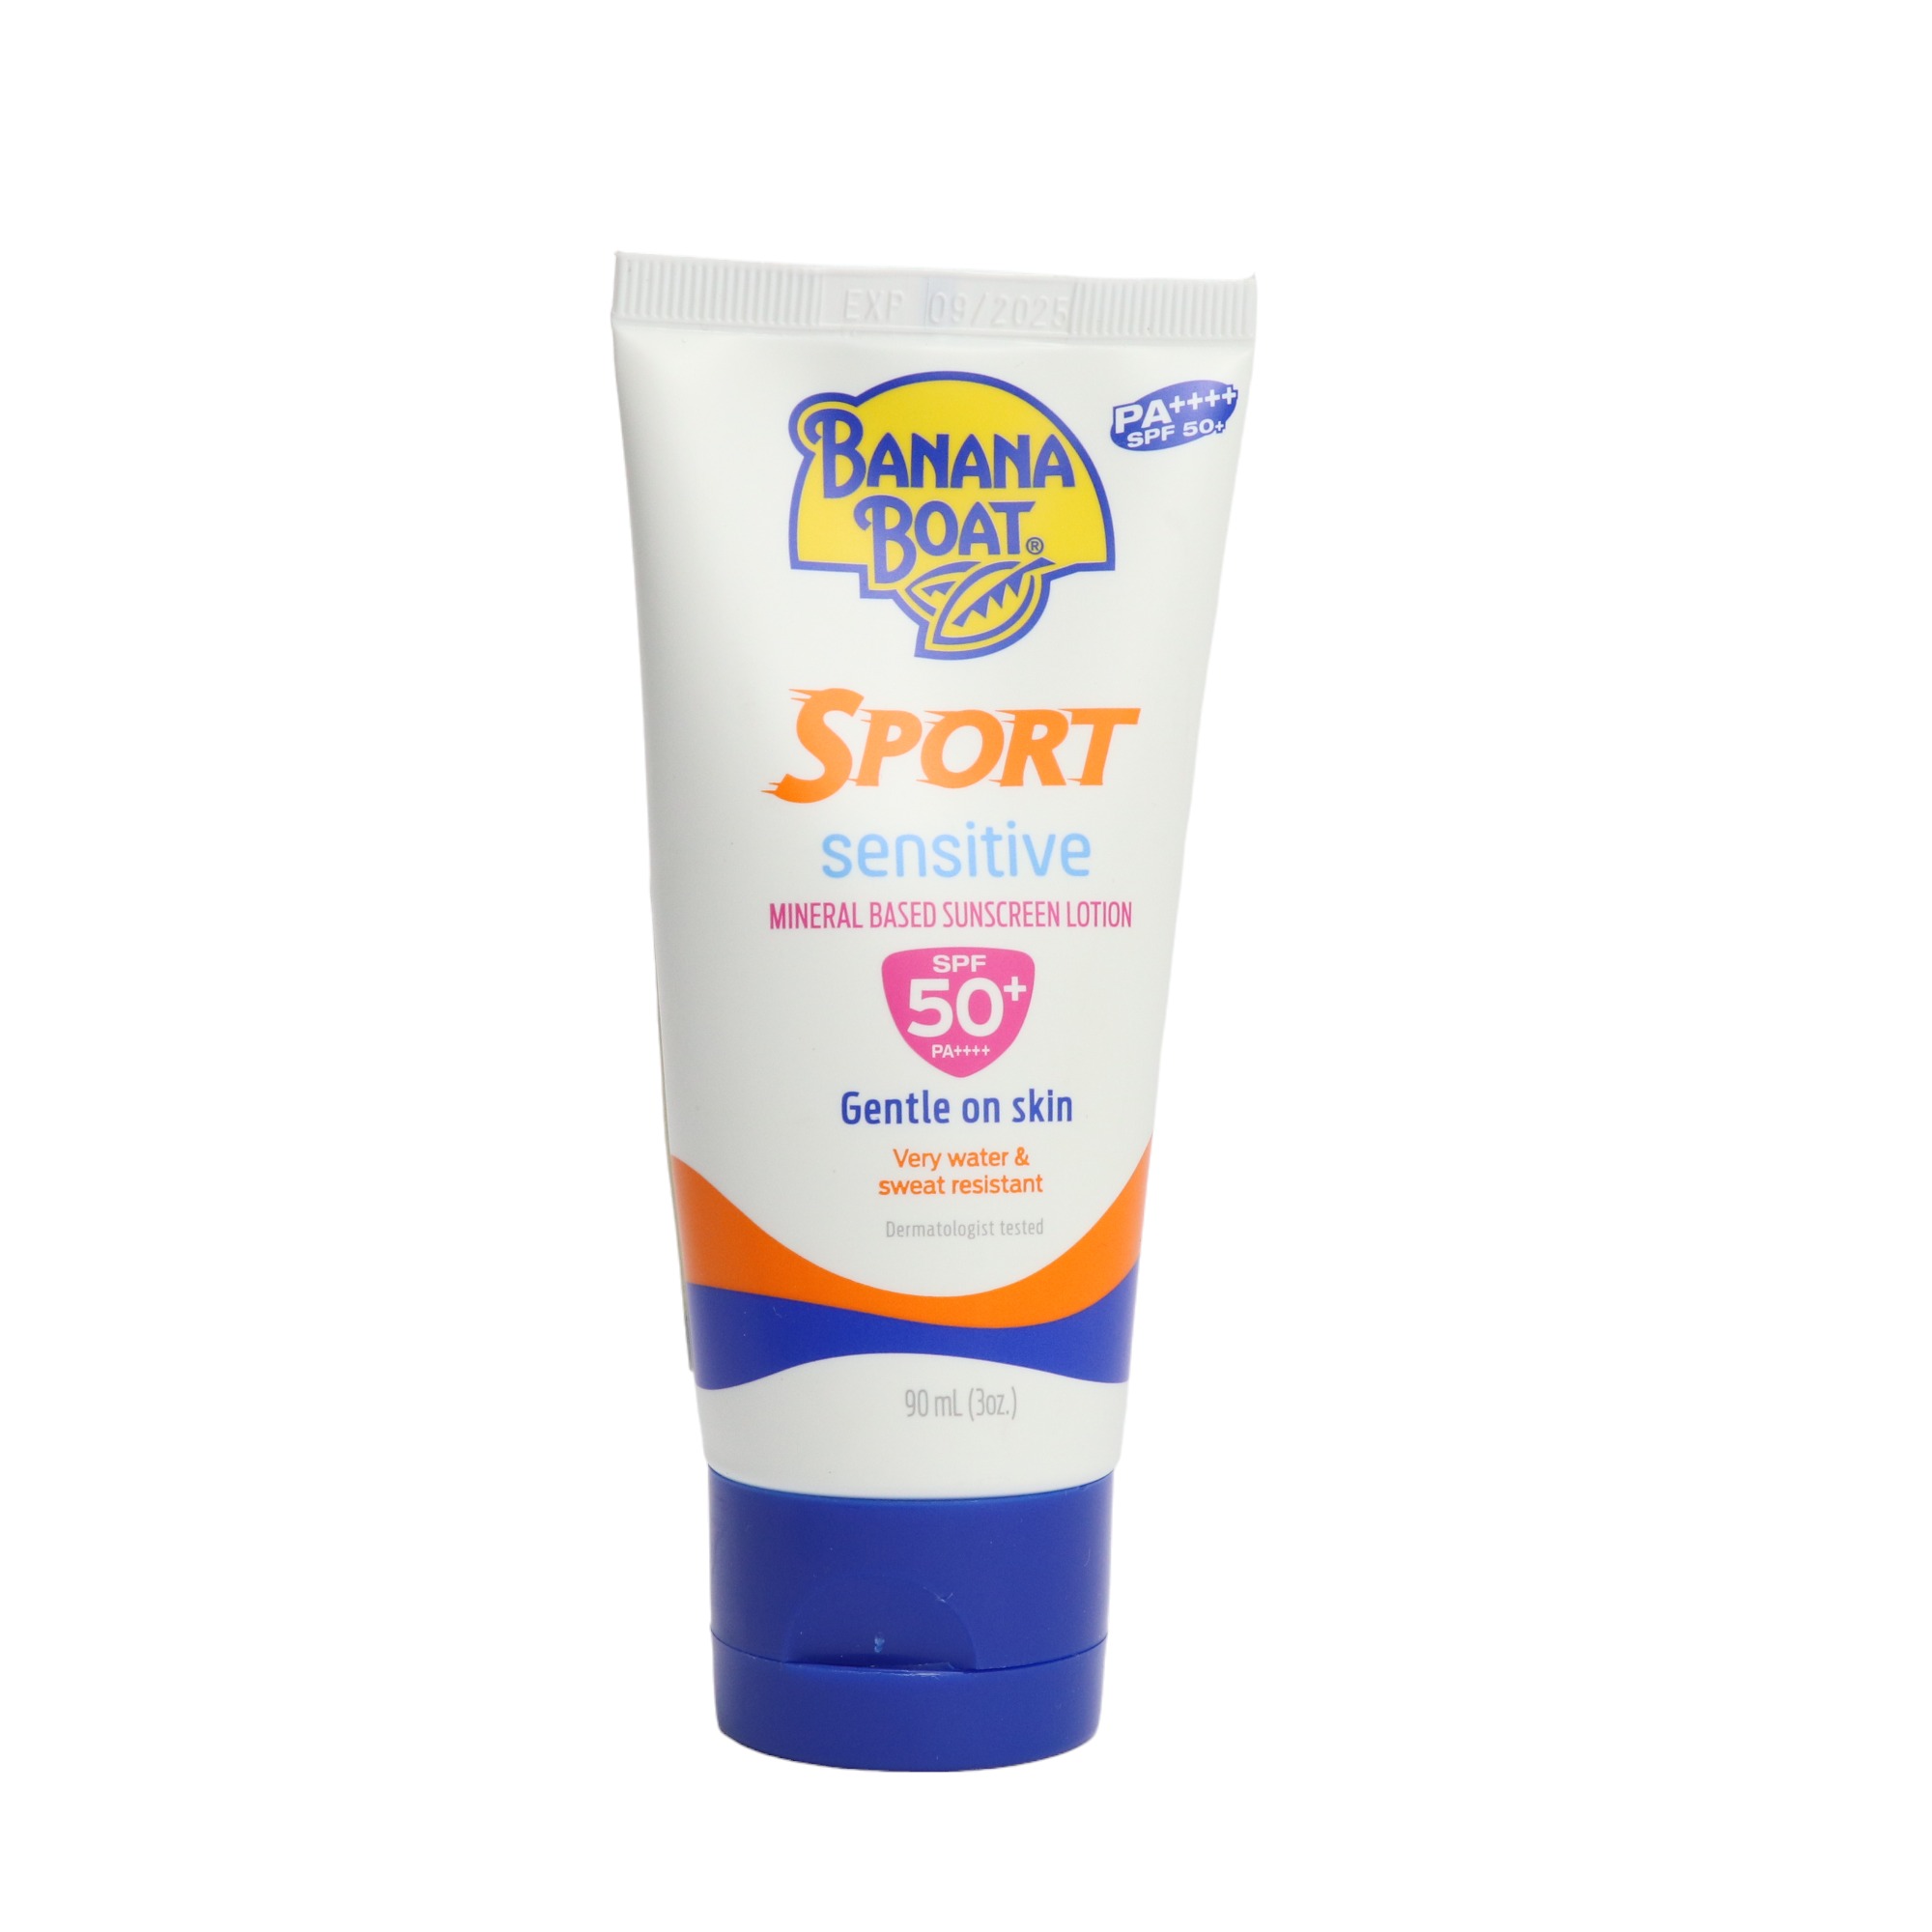 EXP 09/2025
PA++++
SPF 50+
BANANA
BOAT®
SPORT
sensitive
MINERAL BASED SUNSCREEN LOTION
SPF
50+
PA++++
Gentle on skin
Very water &
sweat resistant
Dermatologist tested
90 mL (3oz.)